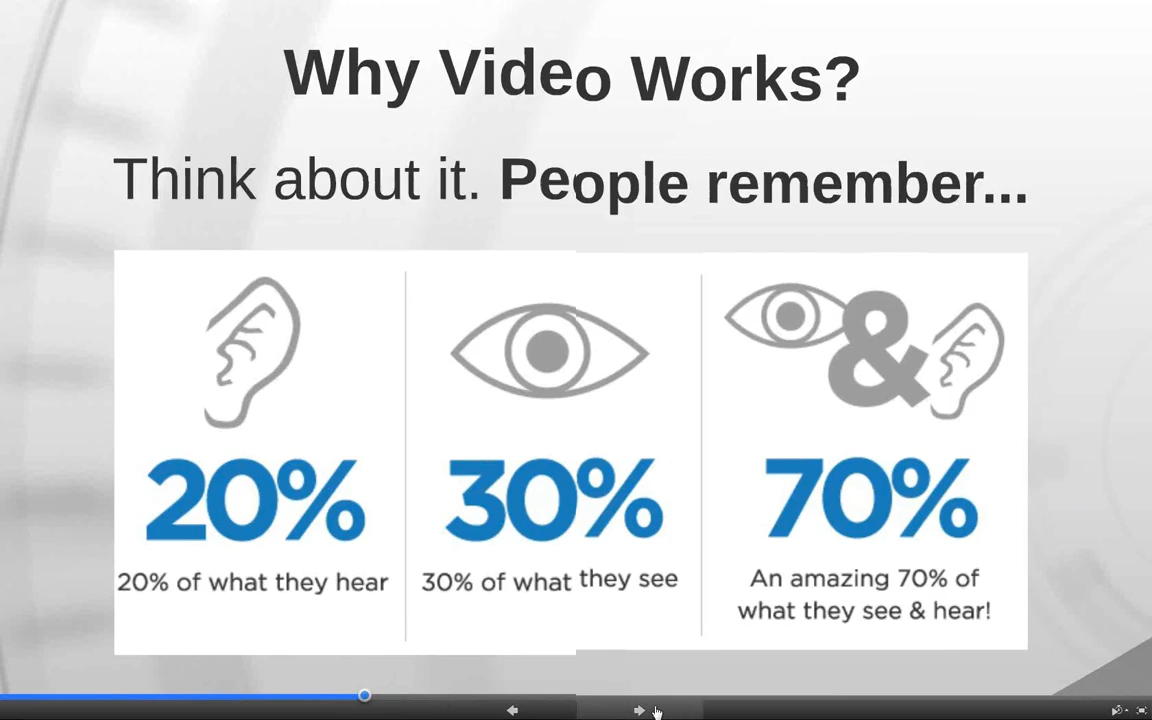 Why Video Works?
Think about it. People remember...
&
20% 30% 70%
20% of what they hear
30% of what they see
An amazing 70% of
what they see & hear!